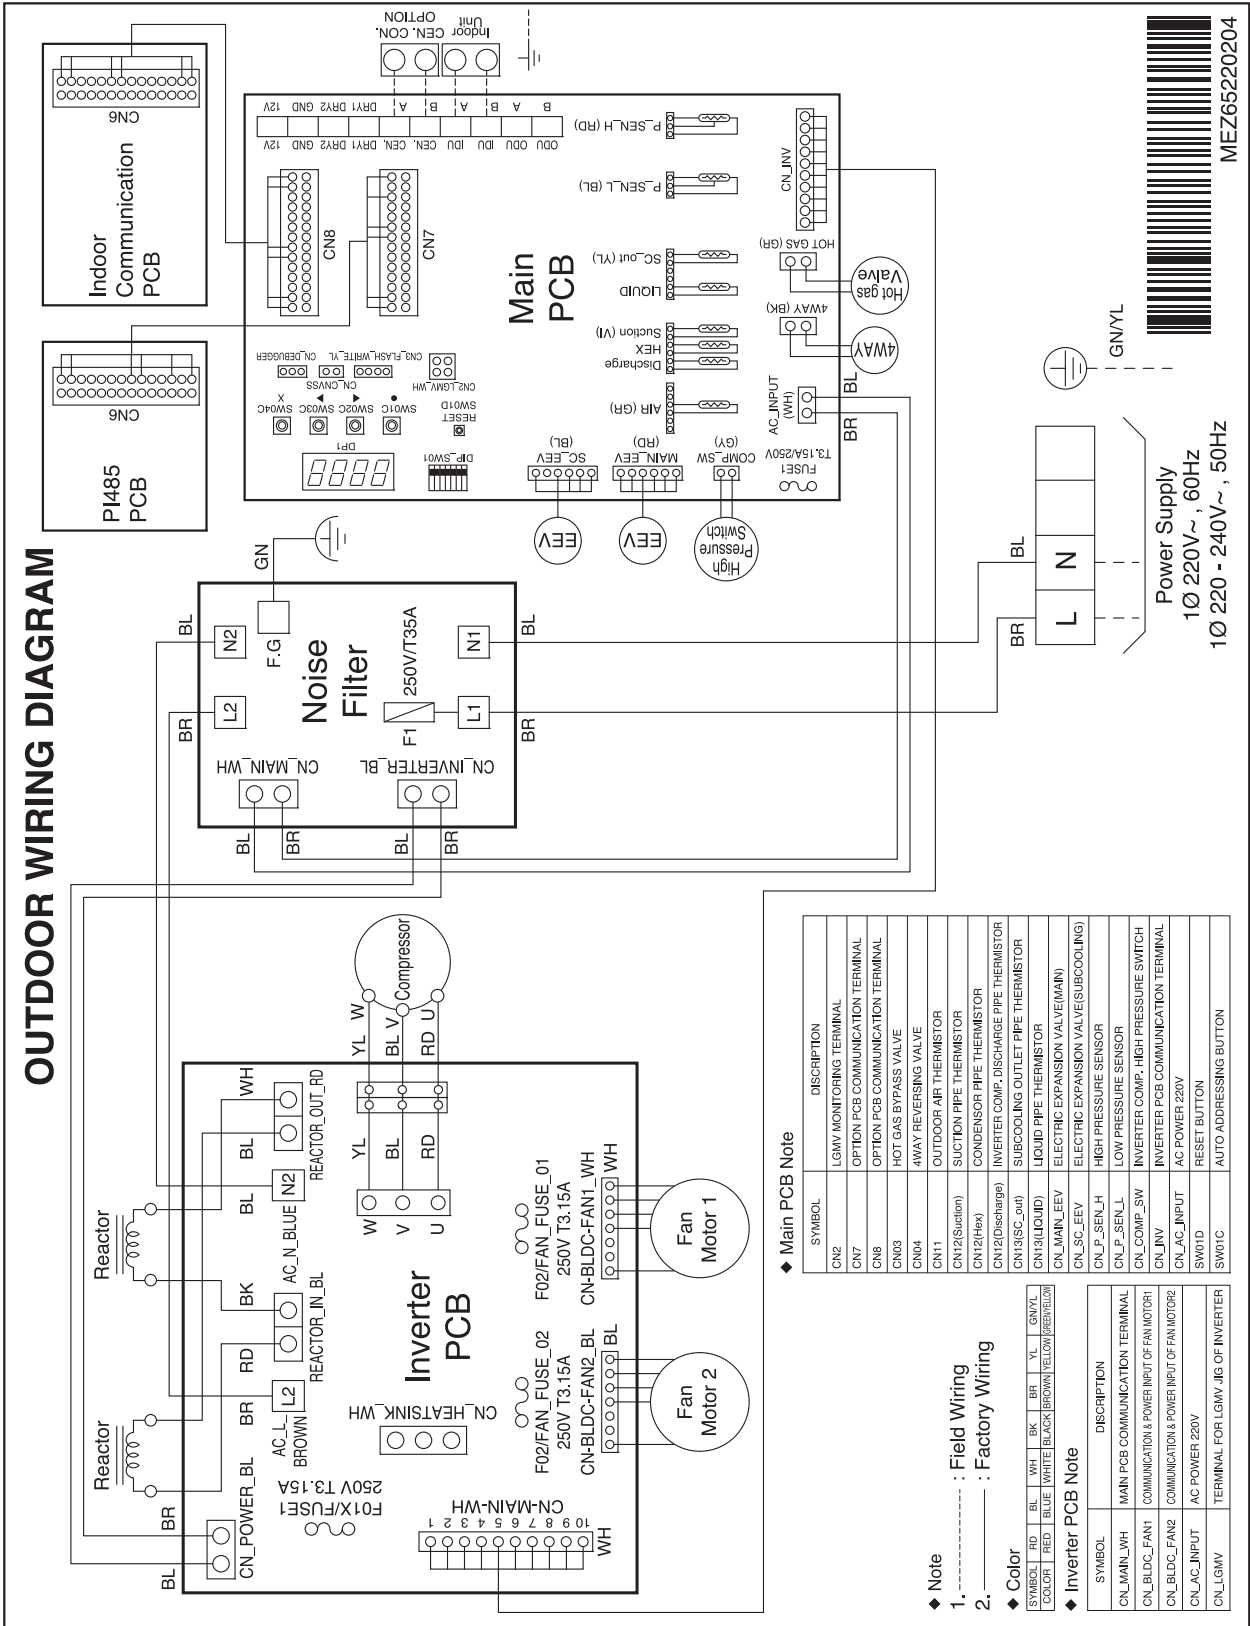 OUTDOOR WIRING DIAGRAM
PI485
PCB
CN6
Indoor
Communication
PCB
CN6
Reactor
Reactor
BL
BR
CN_POWER_BL
F01X/FUSE1
250V T3.15A
AC_L_
BROWN
L2
BR
RD
BK
REACTOR_IN_BL
AC_N_BLUE
N2
BL
BL
WH
REACTOR_OUT_RD
CN_HEATSINK_WH
Inverter
PCB
W
V
U
YL
BL
RD
YL
BL
RD
W
V
U
Compressor
CN-MAIN-WH
1
2
3
4
5
6
7
8
9
10
WH
F02/FAN_FUSE_02
250V T3.15A
CN-BLDC-FAN2_BL
BL
Fan
Motor 2
F02/FAN_FUSE_01
250V T3.15A
CN-BLDC-FAN1_WH
WH
Fan
Motor 1
BR
BL
L2
N2
F.G
GN
Noise
Filter
CN_MAIN_WH
CN_INVERTER_BL
BL
BR
BL
BR
F1
250V/T35A
L1
N1
BR
BL
Main
PCB
DP1
SW01C
SW02C
SW03C
SW04C
X
DIP_SW01
RESET
SW01D
CN2_LGMV_WH
CN3_FLASH_WRITE_YL
CN_CNVSS
CN_DEBUGGER
CN8
CN7
12V
GND
DRY2
DRY1
A
B
A
B
A
B
12V
GND
DRY2
DRY1
CEN.
CEN.
IDU
IDU
ODU
ODU
CEN. CON.
OPTION
Indoor
Unit
SC_EEV
(BL)
MAIN_EEV
(RD)
COMP_SW
(GY)
EEV
EEV
High
Pressure
Switch
FUSE1
T3.15A/250V
AIR (GR)
Discharge
HEX
Suction (VI)
LIQUID
SC_out (YL)
P_SEN_L (BL)
P_SEN_H (RD)
AC_INPUT
(WH)
BR
BL
4WAY (BK)
4WAY
HOT GAS (GR)
Hot gas
Valve
CN_INV
BR
BL
L
N
GN/YL
Power Supply
1Ø 220V~ , 60Hz
1Ø 220 - 240V~ , 50Hz
MEZ65220204
◆ Note
1. ---------- : Field Wiring
2. ———— : Factory Wiring
◆ Color
SYMBOL RD BL WH BK BR YL GN/YL
COLOR RED BLUE WHITE BLACK BROWN YELLOW GREEN/YELLOW
◆ Inverter PCB Note
SYMBOL DISCRIPTION
CN_MAIN_WH MAIN PCB COMMUNICATION TERMINAL
CN_BLDC_FAN1 COMMUNICATION & POWER INPUT OF FAN MOTOR1
CN_BLDC_FAN2 COMMUNICATION & POWER INPUT OF FAN MOTOR2
CN_AC_INPUT AC POWER 220V
CN_LGMV TERMINAL FOR LGMV JIG OF INVERTER
◆ Main PCB Note
SYMBOL DISCRIPTION
CN2 LGMV MONITORING TERMINAL
CN7 OPTION PCB COMMUNICATION TERMINAL
CN8 OPTION PCB COMMUNICATION TERMINAL
CN03 HOT GAS BYPASS VALVE
CN04 4WAY REVERSING VALVE
CN11 OUTDOOR AIR THERMISTOR
CN12(Suction) SUCTION PIPE THERMISTOR
CN12(Hex) CONDENSOR PIPE THERMISTOR
CN12(Discharge) INVERTER COMP. DISCHARGE PIPE THERMISTOR
CN13(SC_out) SUBCOOLING OUTLET PIPE THERMISTOR
CN13(LIQUID) LIQUID PIPE THERMISTOR
CN_MAIN_EEV ELECTRIC EXPANSION VALVE(MAIN)
CN_SC_EEV ELECTRIC EXPANSION VALVE(SUBCOOLING)
CN_P_SEN_H HIGH PRESSURE SENSOR
CN_P_SEN_L LOW PRESSURE SENSOR
CN_COMP_SW INVERTER COMP. HIGH PRESSURE SWITCH
CN_INV INVERTER PCB COMMUNICATION TERMINAL
CN_AC_INPUT AC POWER 220V
SW01D RESET BUTTON
SW01C AUTO ADDRESSING BUTTON